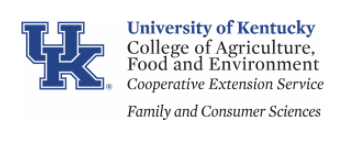 UK®
University of Kentucky
College of Agriculture,
Food and Environment
Cooperative Extension Service
Family and Consumer Sciences